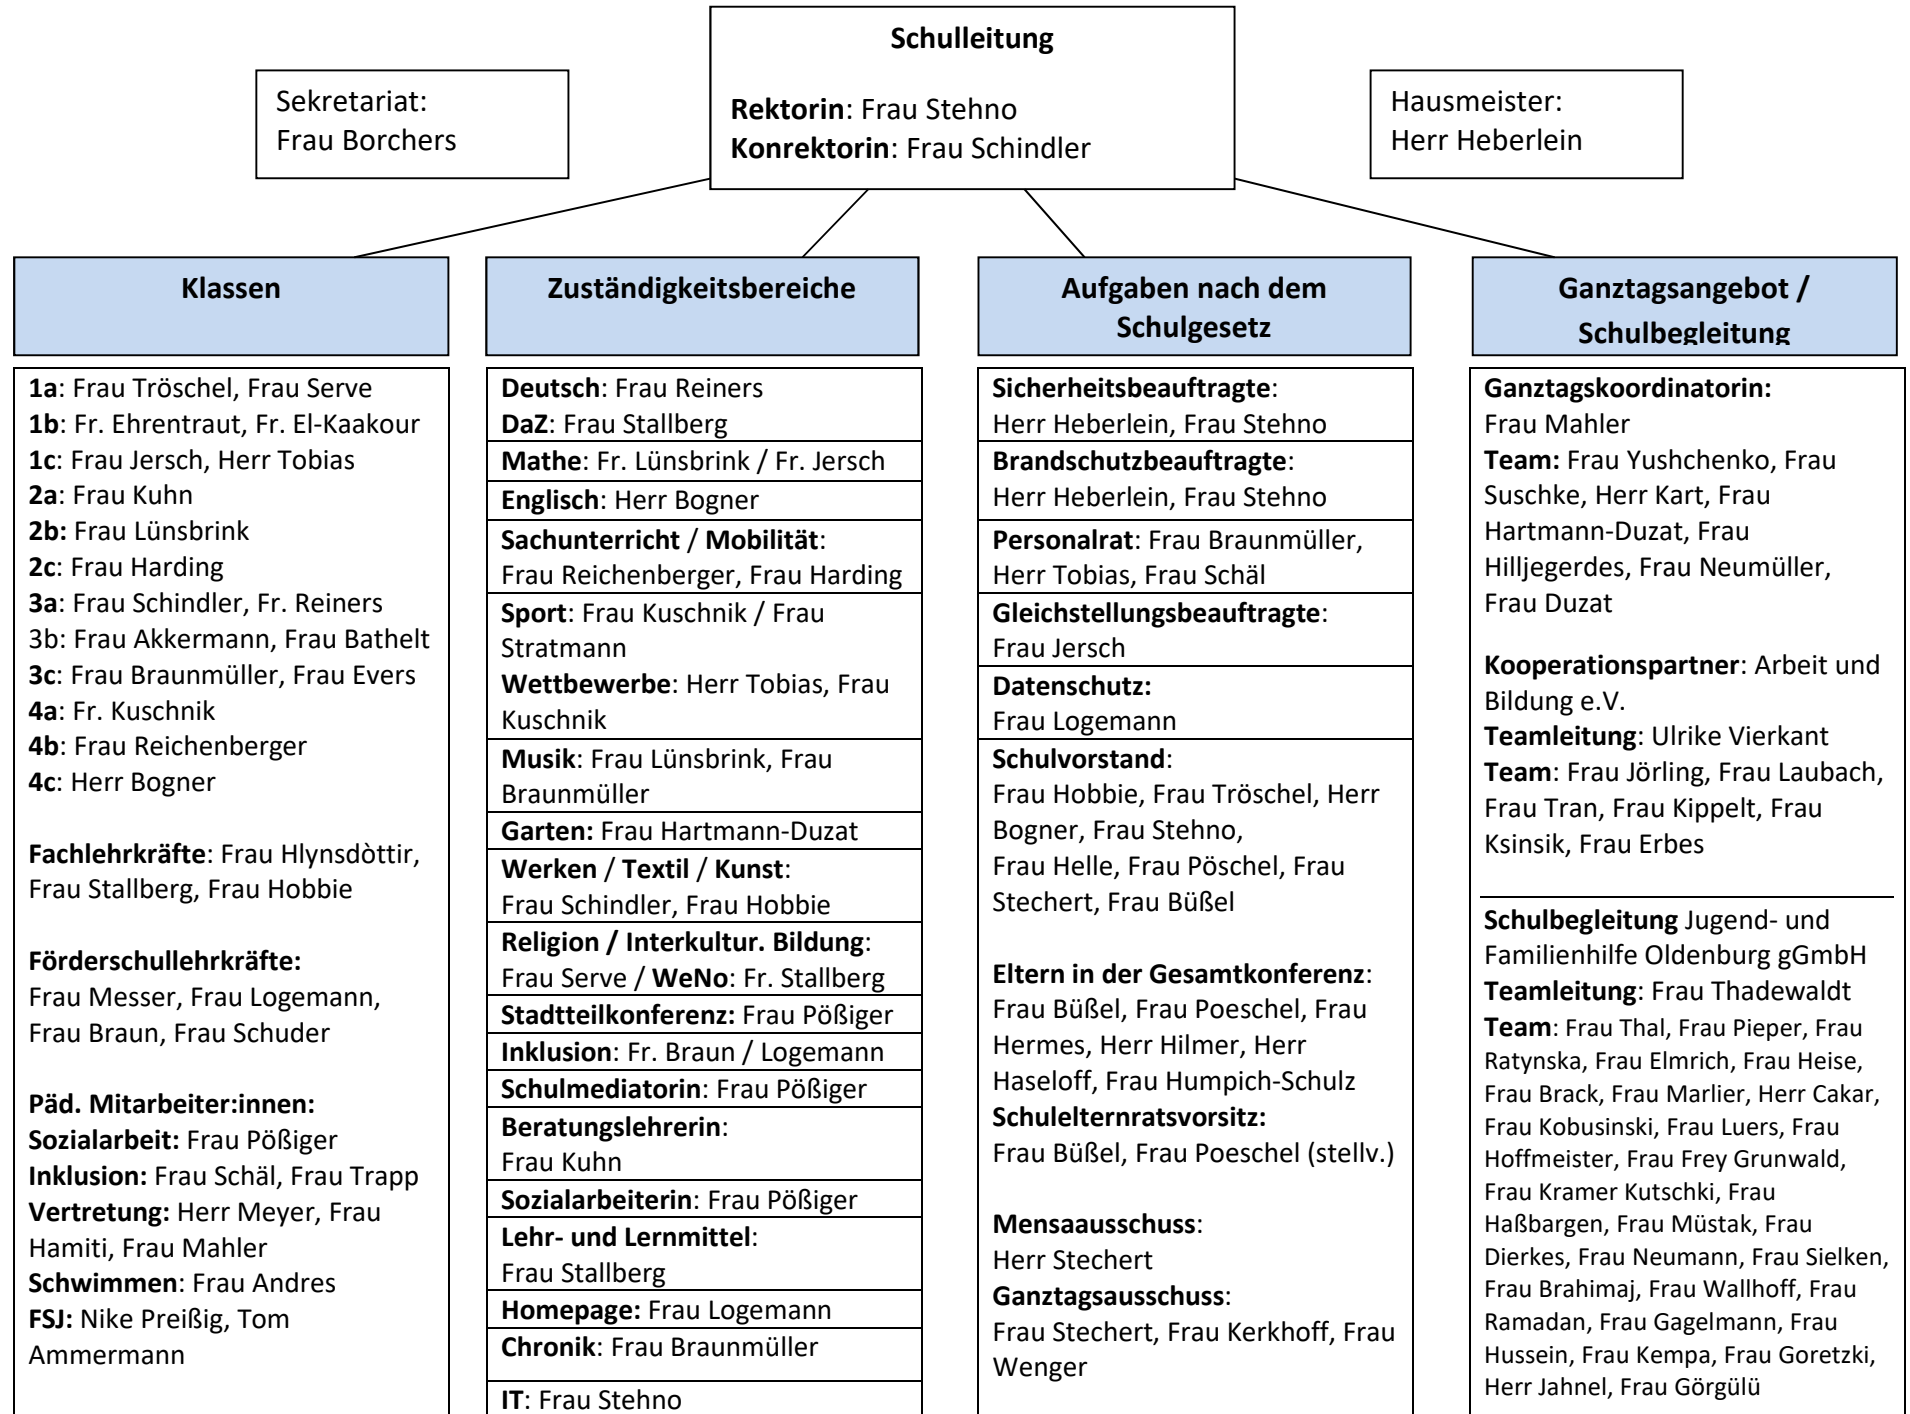 Schulleitung
Rektorin: Frau Stehno
Konrektorin: Frau Schindler
Sekretariat:
Frau Borchers
Hausmeister:
Herr Heberlein
Klassen
1a: Frau Tröschel, Frau Serve
1b: Fr. Ehrentraut, Fr. El-Kaakour
1c: Frau Jersch, Herr Tobias
2a: Frau Kuhn
2b: Frau Lünsbrink
2c: Frau Harding
3a: Frau Schindler, Fr. Reiners
3b: Frau Akkermann, Frau Bathelt
3c: Frau Braunmüller, Frau Evers
4a: Fr. Kuschnik
4b: Frau Reichenberger
4c: Herr Bogner
Fachlehrkräfte: Frau Hlynsdòttir,
Frau Stallberg, Frau Hobbie
Förderschullehrkräfte:
Frau Messer, Frau Logemann,
Frau Braun, Frau Schuder
Päd. Mitarbeiter:innen:
Sozialarbeit: Frau Pößiger
Inklusion: Frau Schäl, Frau Trapp
Vertretung: Herr Meyer, Frau
Hamiti, Frau Mahler
Schwimmen: Frau Andres
FSJ: Nike Preißig, Tom
Ammermann
Zuständigkeitsbereiche
Deutsch: Frau Reiners
DaZ: Frau Stallberg
Mathe: Fr. Lünsbrink / Fr. Jersch
Englisch: Herr Bogner
Sachunterricht / Mobilität:
Frau Reichenberger, Frau Harding
Sport: Frau Kuschnik / Frau
Stratmann
Wettbewerbe: Herr Tobias, Frau
Kuschnik
Musik: Frau Lünsbrink, Frau
Braunmüller
Garten: Frau Hartmann-Duzat
Werken / Textil / Kunst:
Frau Schindler, Frau Hobbie
Religion / Interkultur. Bildung:
Frau Serve / WeNo: Fr. Stallberg
Stadtteilkonferenz: Frau Pößiger
Inklusion: Fr. Braun / Logemann
Schulmediatorin: Frau Pößiger
Beratungslehrerin:
Frau Kuhn
Sozialarbeiterin: Frau Pößiger
Lehr- und Lernmittel:
Frau Stallberg
Homepage: Frau Logemann
Chronik: Frau Braunmüller
IT: Frau Stehno
Aufgaben nach dem
Schulgesetz
Sicherheitsbeauftragte:
Herr Heberlein, Frau Stehno
Brandschutzbeauftragte:
Herr Heberlein, Frau Stehno
Personalrat: Frau Braunmüller,
Herr Tobias, Frau Schäl
Gleichstellungsbeauftragte:
Frau Jersch
Datenschutz:
Frau Logemann
Schulvorstand:
Frau Hobbie, Frau Tröschel, Herr
Bogner, Frau Stehno,
Frau Helle, Frau Pöschel, Frau
Stechert, Frau Büßel
Eltern in der Gesamtkonferenz:
Frau Büßel, Frau Poeschel, Frau
Hermes, Herr Hilmer, Herr
Haseloff, Frau Humpich-Schulz
Schulelternratsvorsitz:
Frau Büßel, Frau Poeschel (stellv.)
Mensaausschuss:
Herr Stechert
Ganztagsausschuss:
Frau Stechert, Frau Kerkhoff, Frau
Wenger
Ganztagsangebot /
Schulbegleitung
Ganztagskoordinatorin:
Frau Mahler
Team: Frau Yushchenko, Frau
Suschke, Herr Kart, Frau
Hartmann-Duzat, Frau
Hilljegerdes, Frau Neumüller,
Frau Duzat
Kooperationspartner: Arbeit und
Bildung e.V.
Teamleitung: Ulrike Vierkant
Team: Frau Jörling, Frau Laubach,
Frau Tran, Frau Kippelt, Frau
Ksinsik, Frau Erbes
Schulbegleitung Jugend- und
Familienhilfe Oldenburg gGmbH
Teamleitung: Frau Thadewaldt
Team: Frau Thal, Frau Pieper, Frau
Ratynska, Frau Elmrich, Frau Heise,
Frau Brack, Frau Marlier, Herr Cakar,
Frau Kobusinski, Frau Luers, Frau
Hoffmeister, Frau Frey Grunwald,
Frau Kramer Kutschki, Frau
Haßbargen, Frau Müstak, Frau
Dierkes, Frau Neumann, Frau Sielken,
Frau Brahimaj, Frau Wallhoff, Frau
Ramadan, Frau Gagelmann, Frau
Hussein, Frau Kempa, Frau Goretzki,
Herr Jahnel, Frau Görgülü